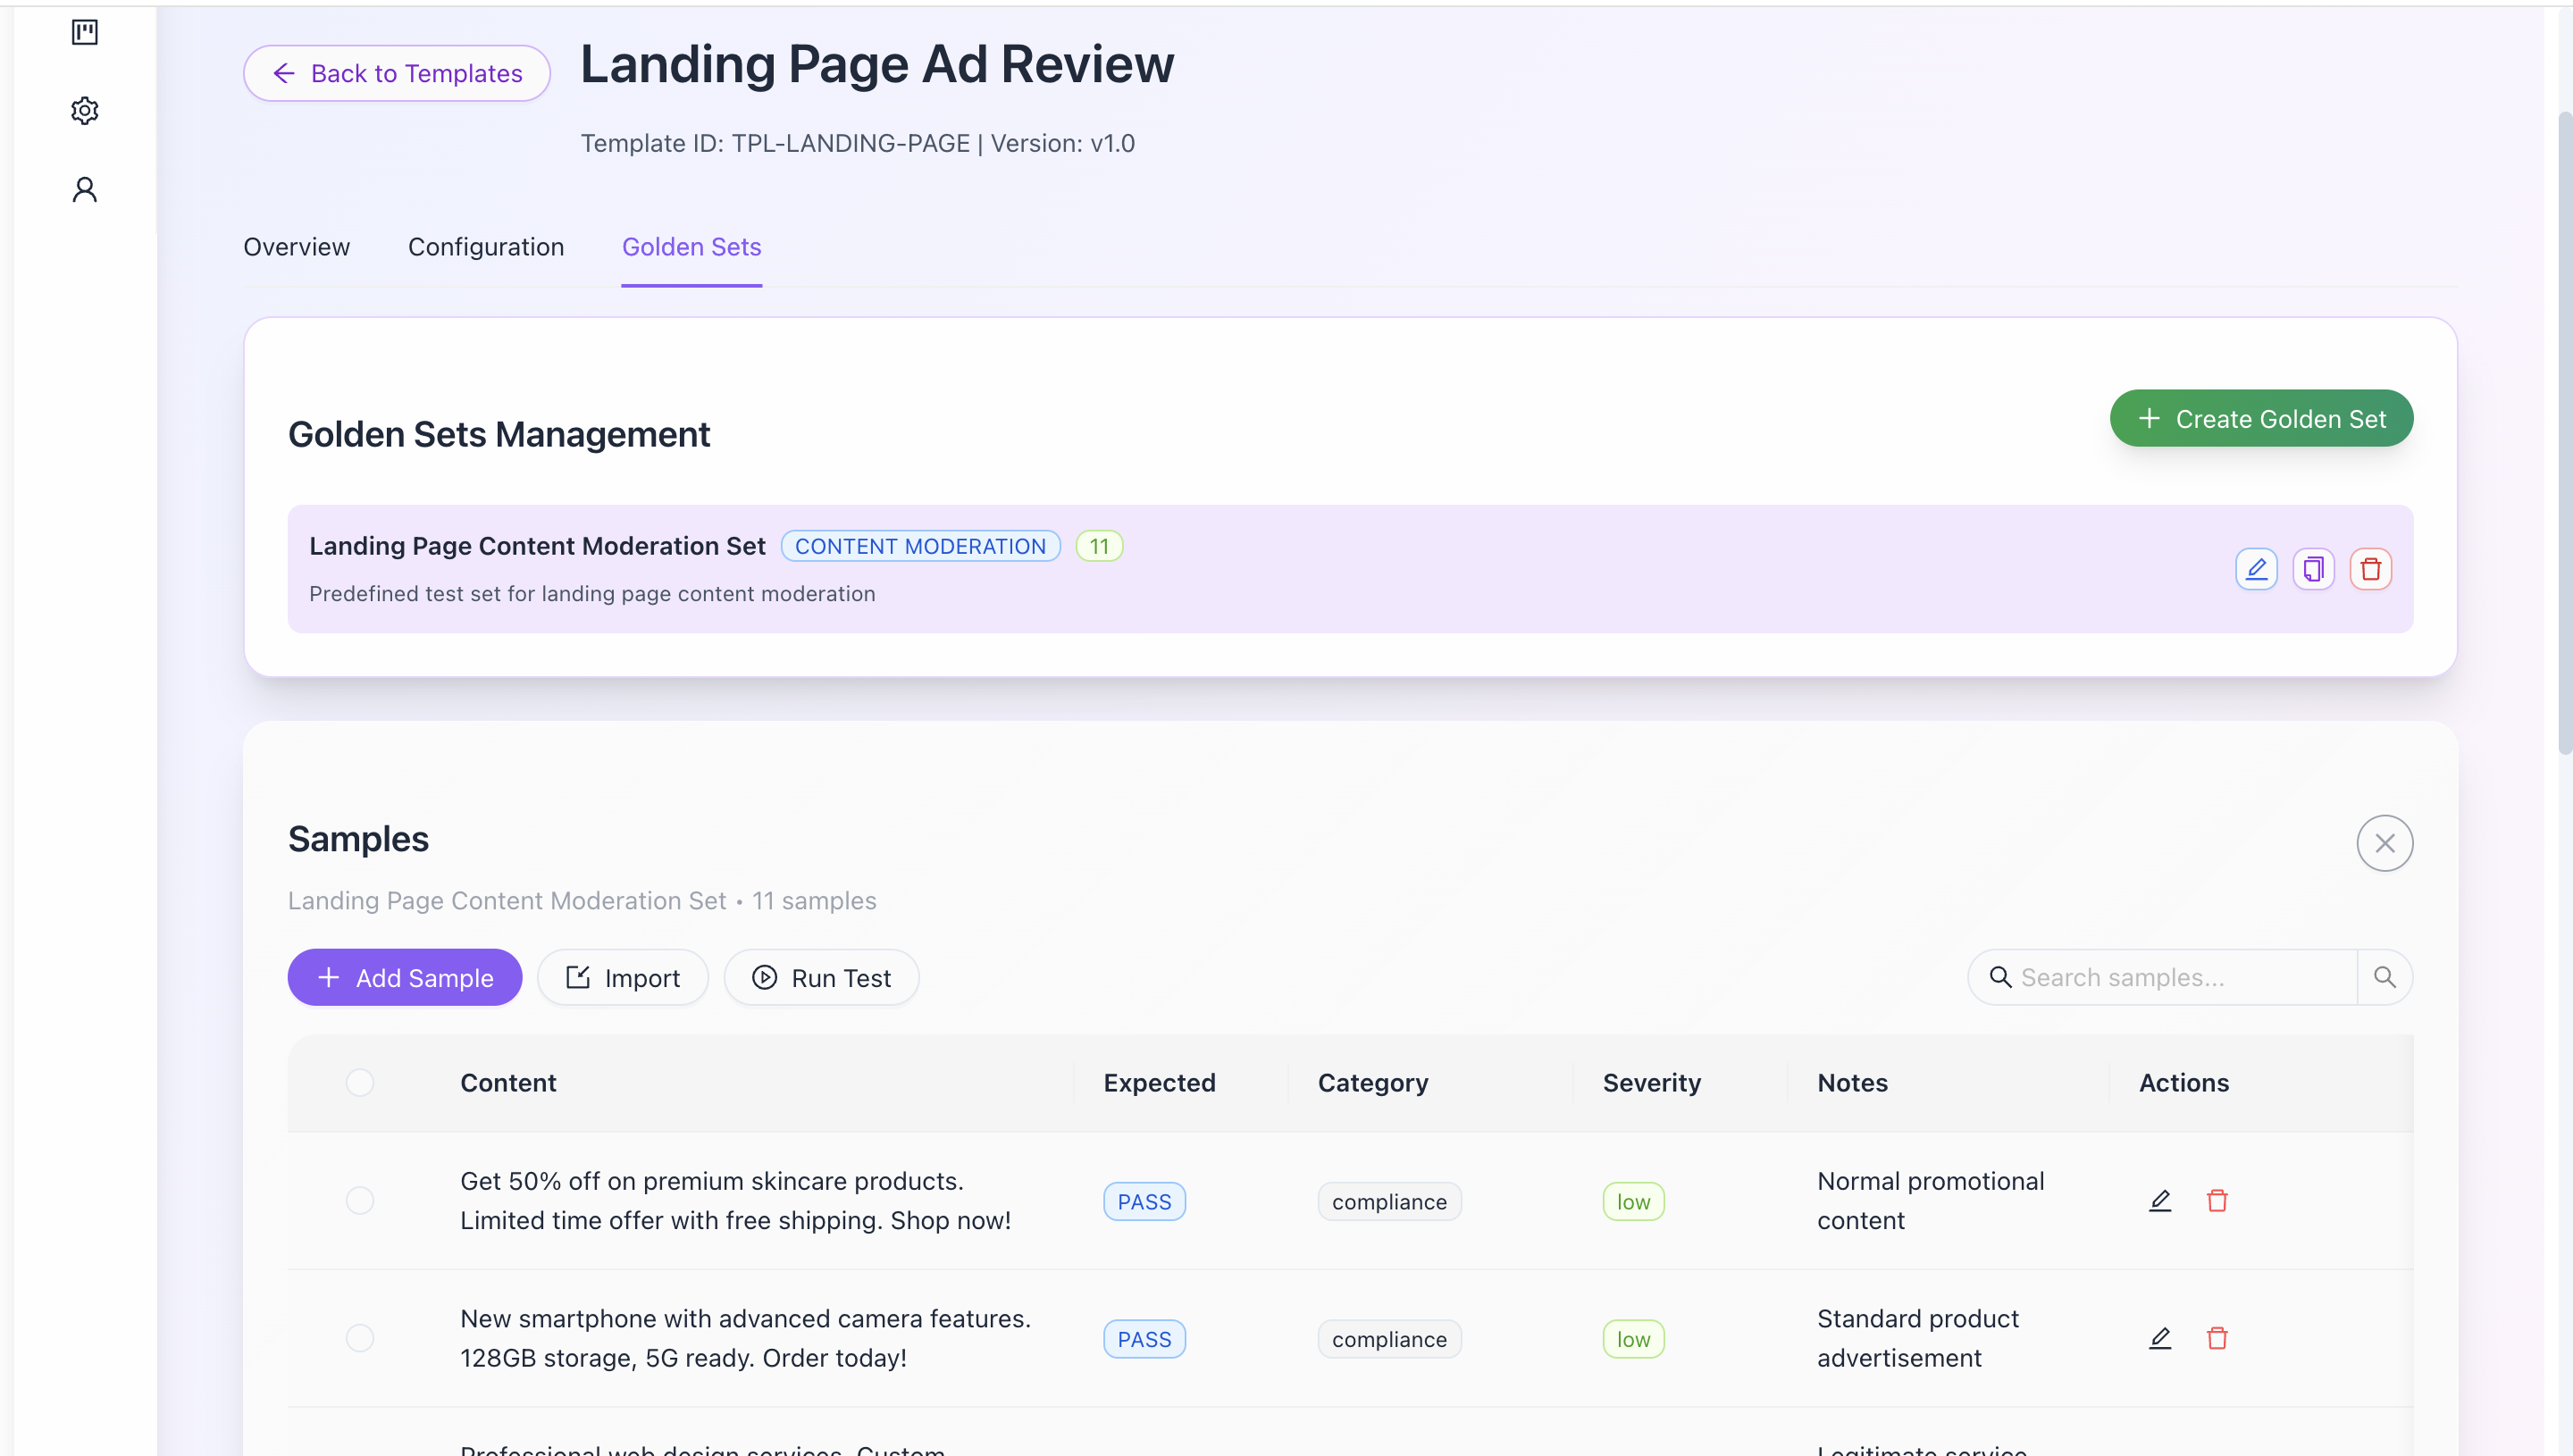 Back to Templates
Landing Page Ad Review
Template ID: TPL-LANDING-PAGE | Version: v1.0
Overview
Configuration
Golden Sets
Golden Sets Management
Create Golden Set
Landing Page Content Moderation Set
CONTENT MODERATION
11
Predefined test set for landing page content moderation
Samples
Landing Page Content Moderation Set • 11 samples
Add Sample
Import
Run Test
Search samples...
Content
Expected
Category
Severity
Notes
Actions
Get 50% off on premium skincare products.
Limited time offer with free shipping. Shop now!
PASS
compliance
low
Normal promotional
content
New smartphone with advanced camera features.
128GB storage, 5G ready. Order today!
PASS
compliance
low
Standard product
advertisement
Professional web design services. Custom
Legitimate service